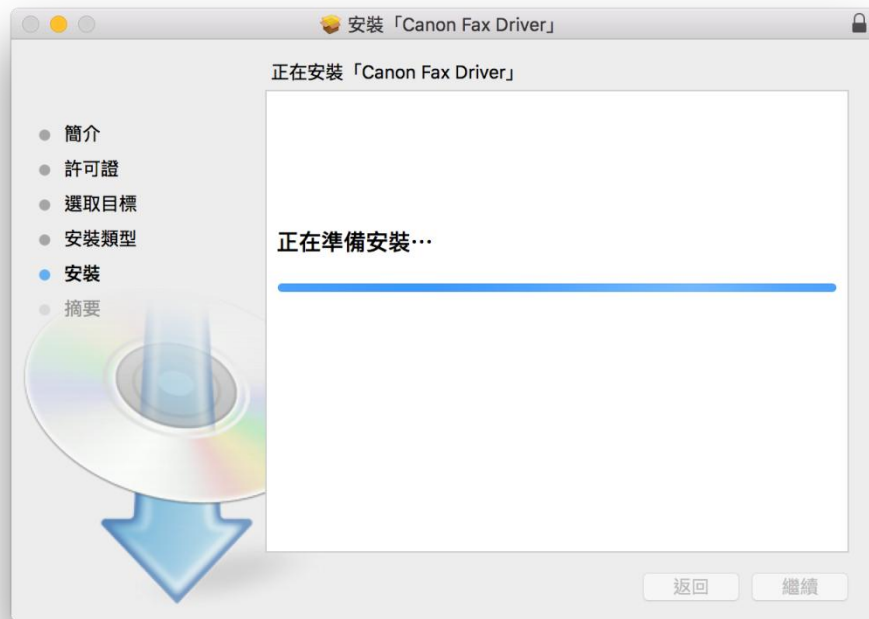 安裝「Canon Fax Driver」
正在安裝「Canon Fax Driver」
簡介
許可證
選取目標
安裝類型
安裝
摘要
正在準備安裝⋯
返回
繼續